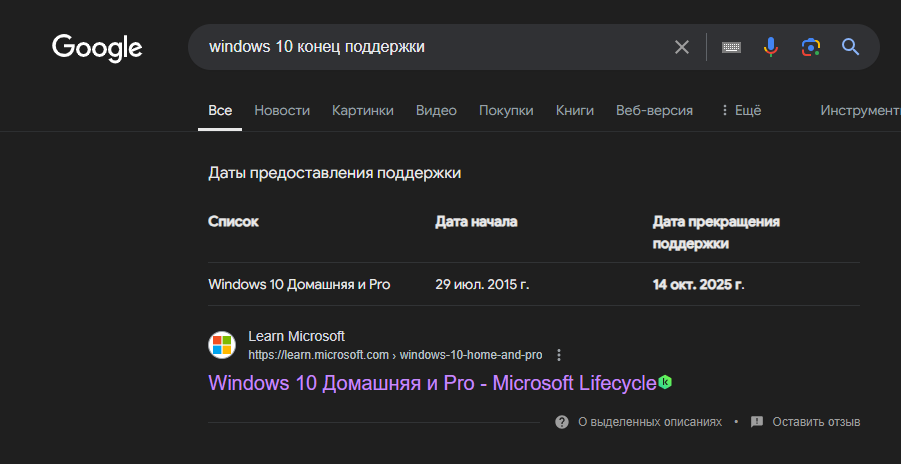 Google
windows 10 конец поддержки
Все Новости Картинки Видео Покупки Книги Веб-версия Ещё Инструмент
Даты предоставления поддержки
Список Дата начала Дата прекращения
поддержки
Windows 10 Домашняя и Pro 29 июл. 2015 г. 14 окт. 2025 г.
Learn Microsoft
https://learn.microsoft.com › windows-10-home-and-pro
Windows 10 Домашняя и Pro - Microsoft Lifecycle
О выделенных описаниях • Оставить отзыв